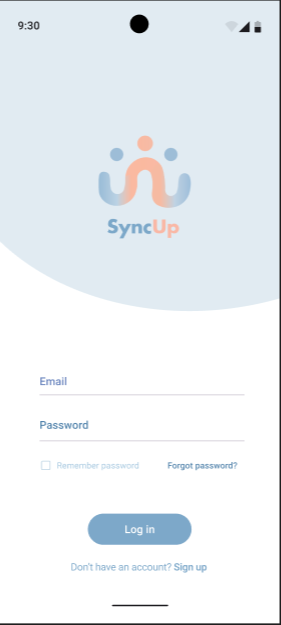 9:30
SyncUp
Email
Password
Remember password Forgot password?
Log in
Don't have an account? Sign up